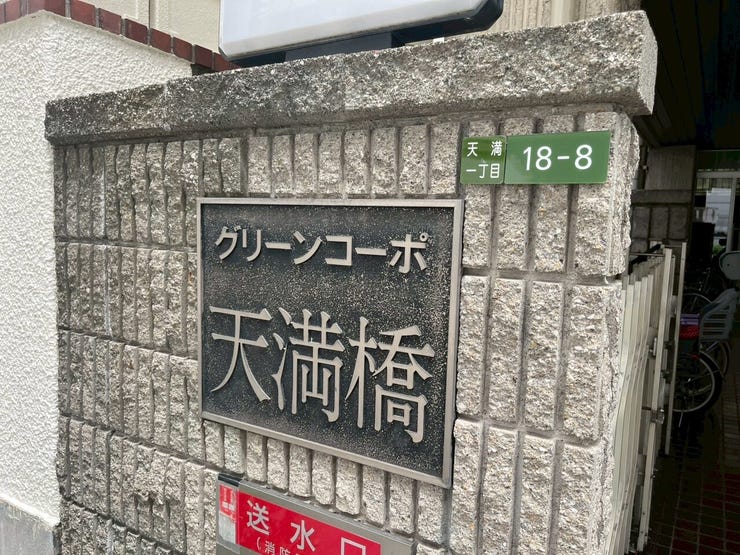 天満
一丁目
18-8
グリーンコーポ
天満橋
送水口